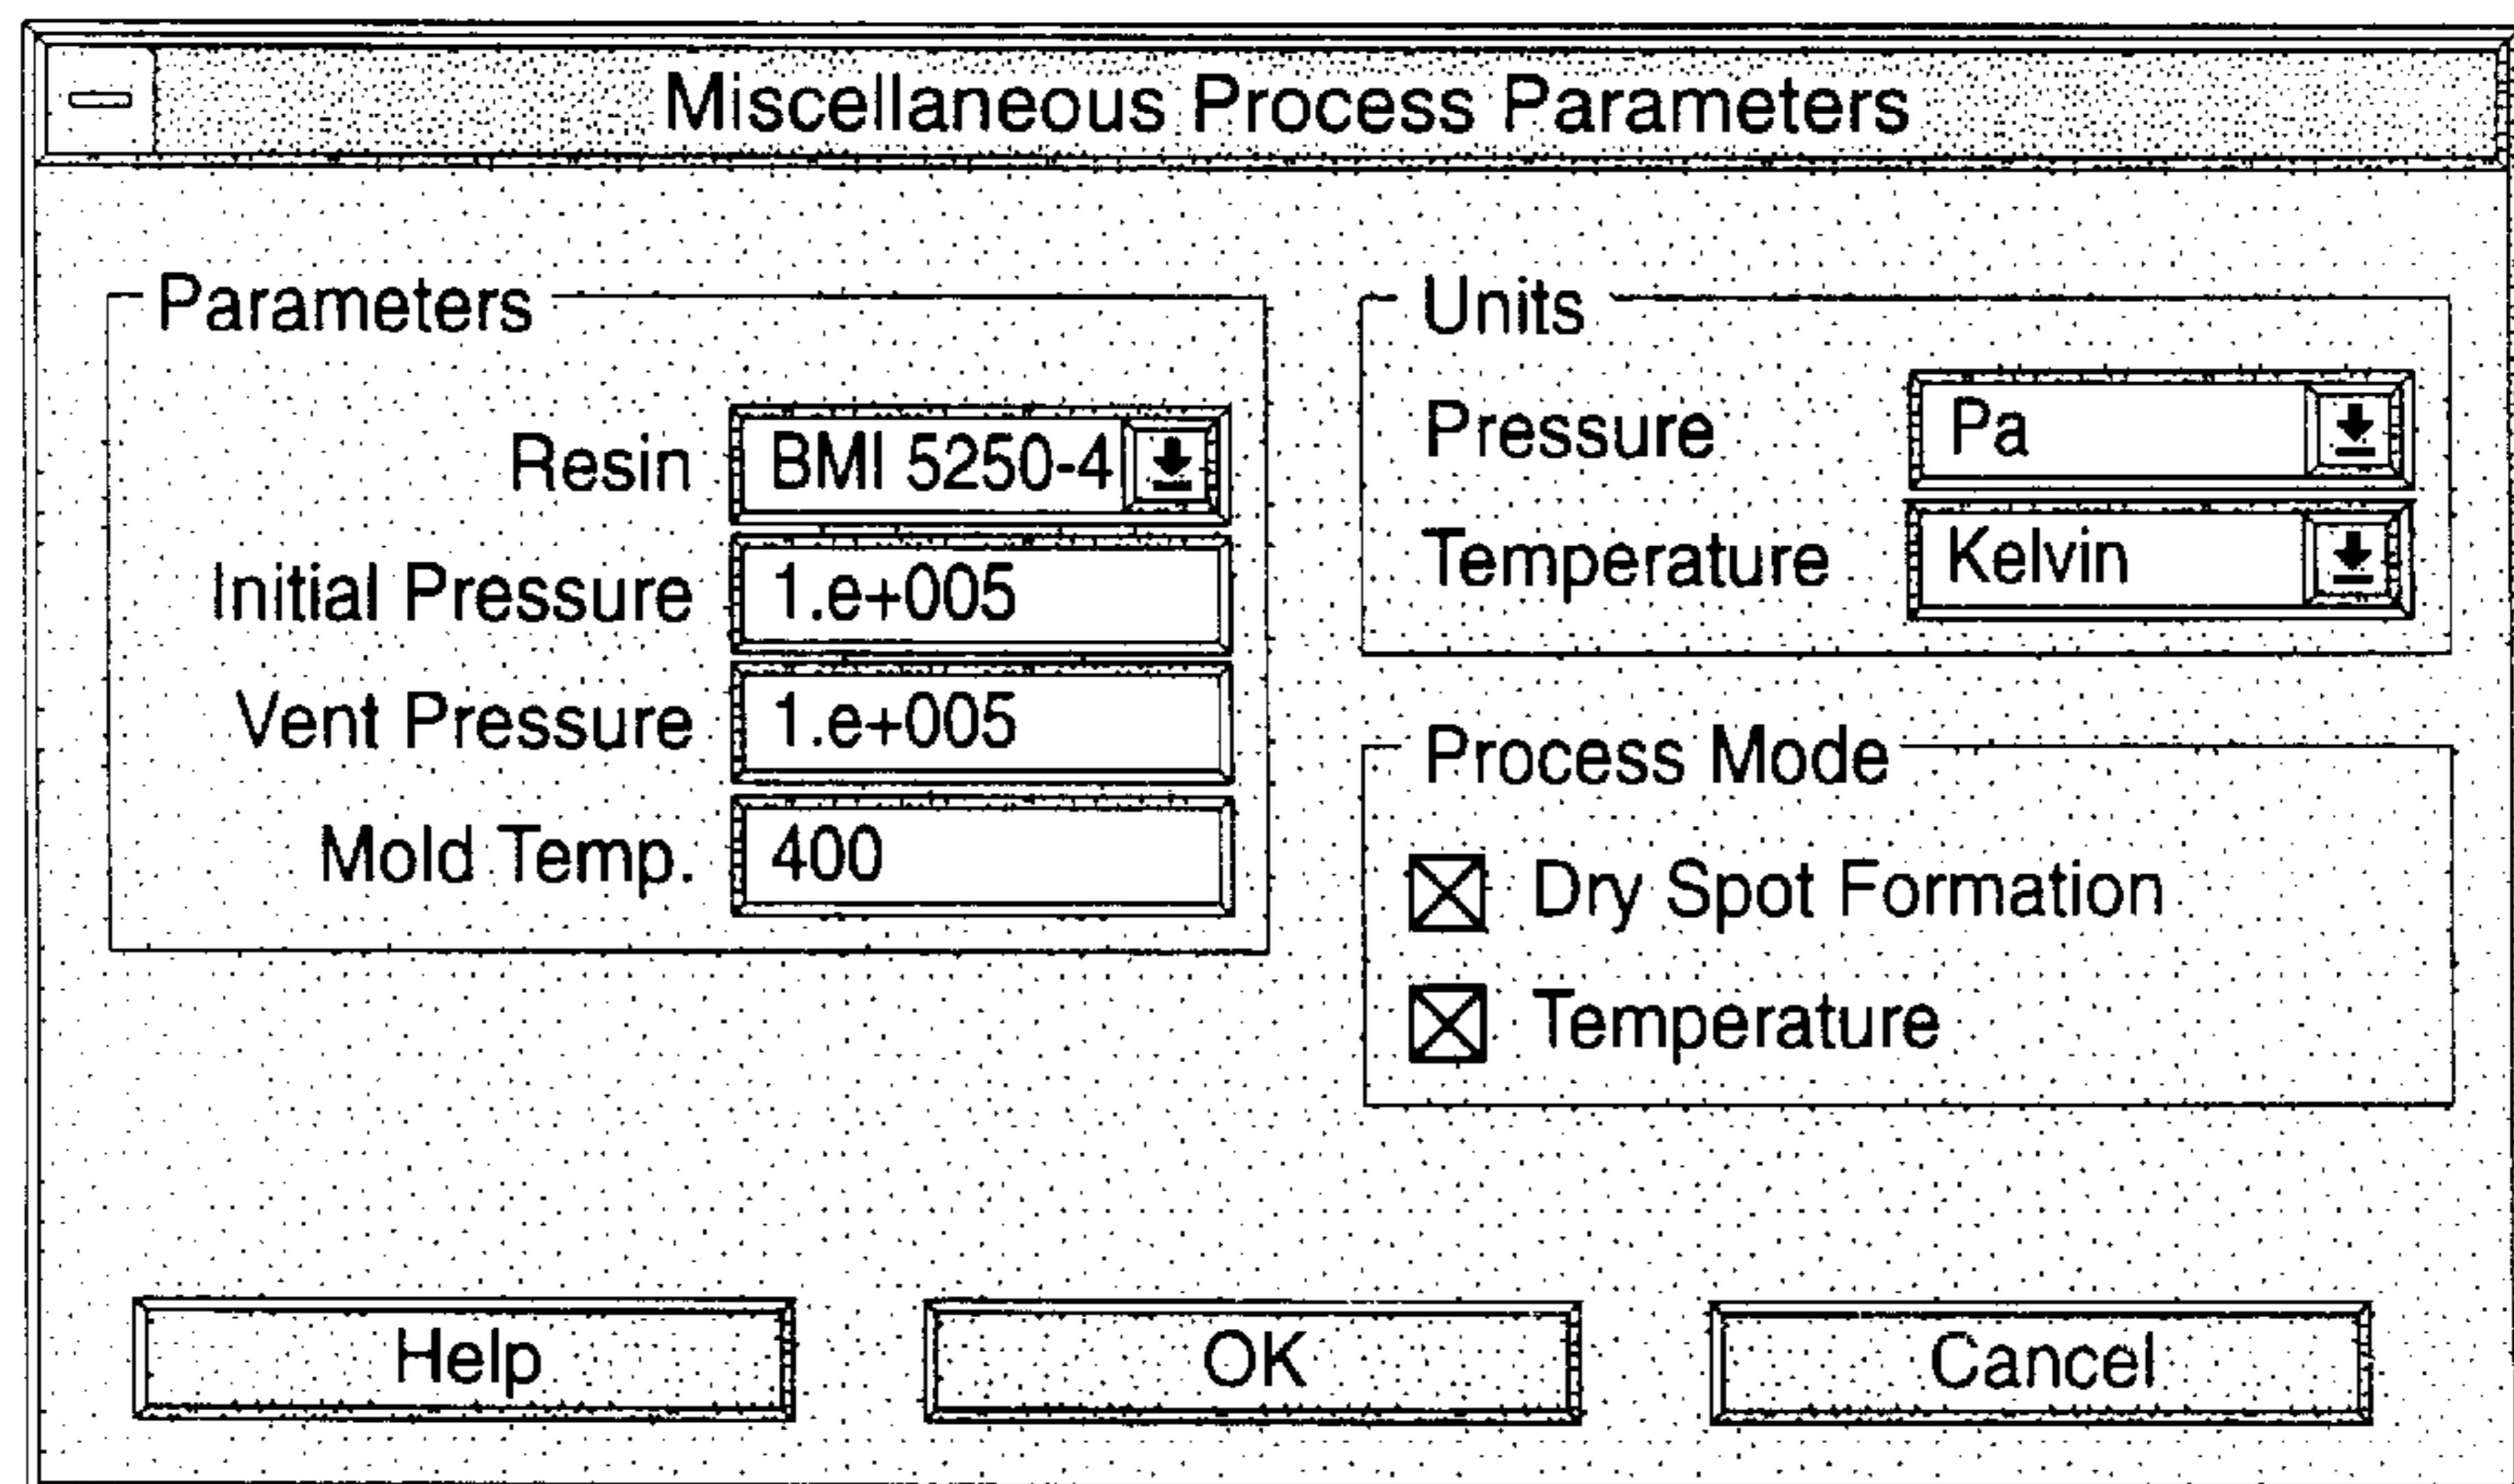 Miscellaneous Process Parameters
Parameters
Resin BMI 5250-4
Initial Pressure 1.e+005
Vent Pressure 1.e+005
Mold Temp. 400
Units
Pressure Pa
Temperature Kelvin
Process Mode
Dry Spot Formation
Temperature
Help OK Cancel